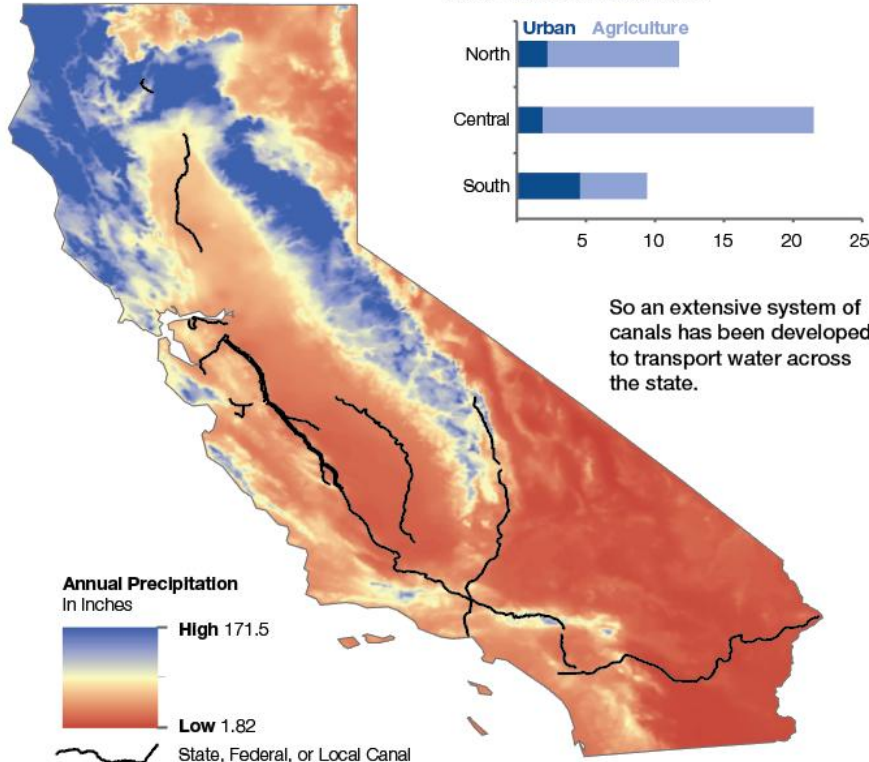 Urban Agriculture
North
Central
South
5 10 15 20 25
So an extensive system of
canals has been developed
to transport water across
the state.
Annual Precipitation
In Inches
High 171.5
Low 1.82
State, Federal, or Local Canal